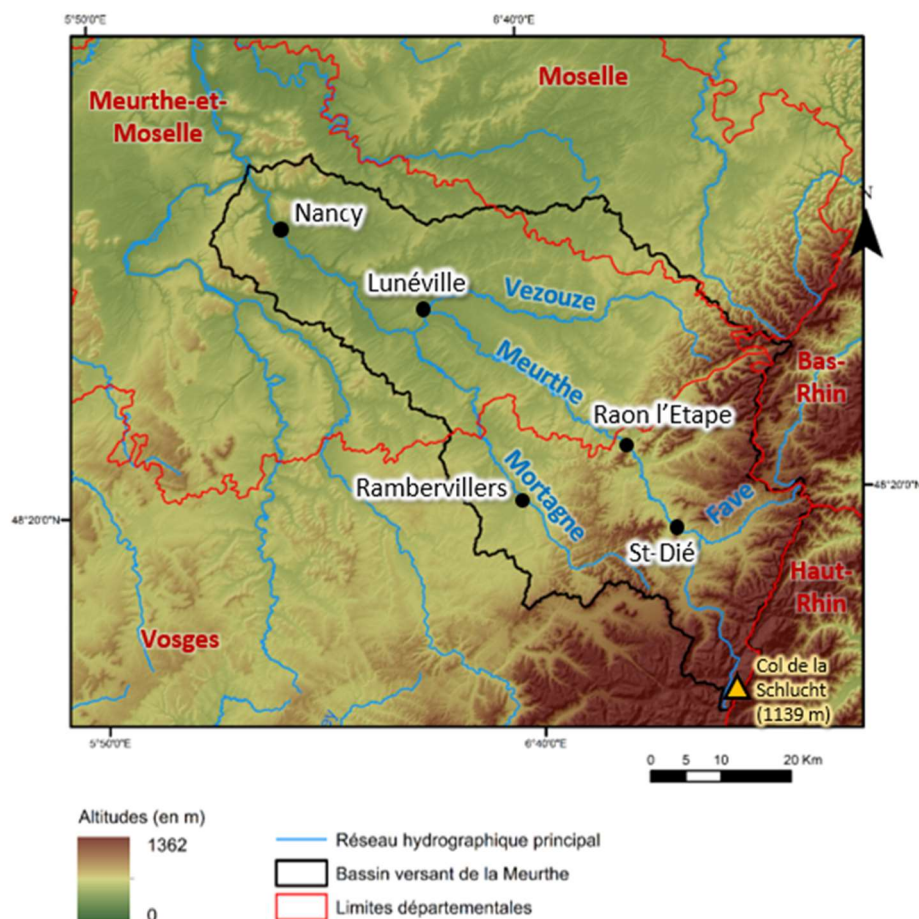 5°50'0"E
6°40'0"E
Moselle
Meurthe-et-
Moselle
N
Nancy
Lunéville
Vezouze
Meurthe
Bas-
Rhin
Raon l'Etape
Rambervillers
Mortagne
Fave
48°20'0"N
48°20'0"N
St-Dié
Haut-
Rhin
Vosges
Col de la
Schlucht
(1139 m)
5°50'0"E
6°40'0"E
0 5 10 20 Km
Altitudes (en m)
1362
0
Réseau hydrographique principal
Bassin versant de la Meurthe
Limites départementales